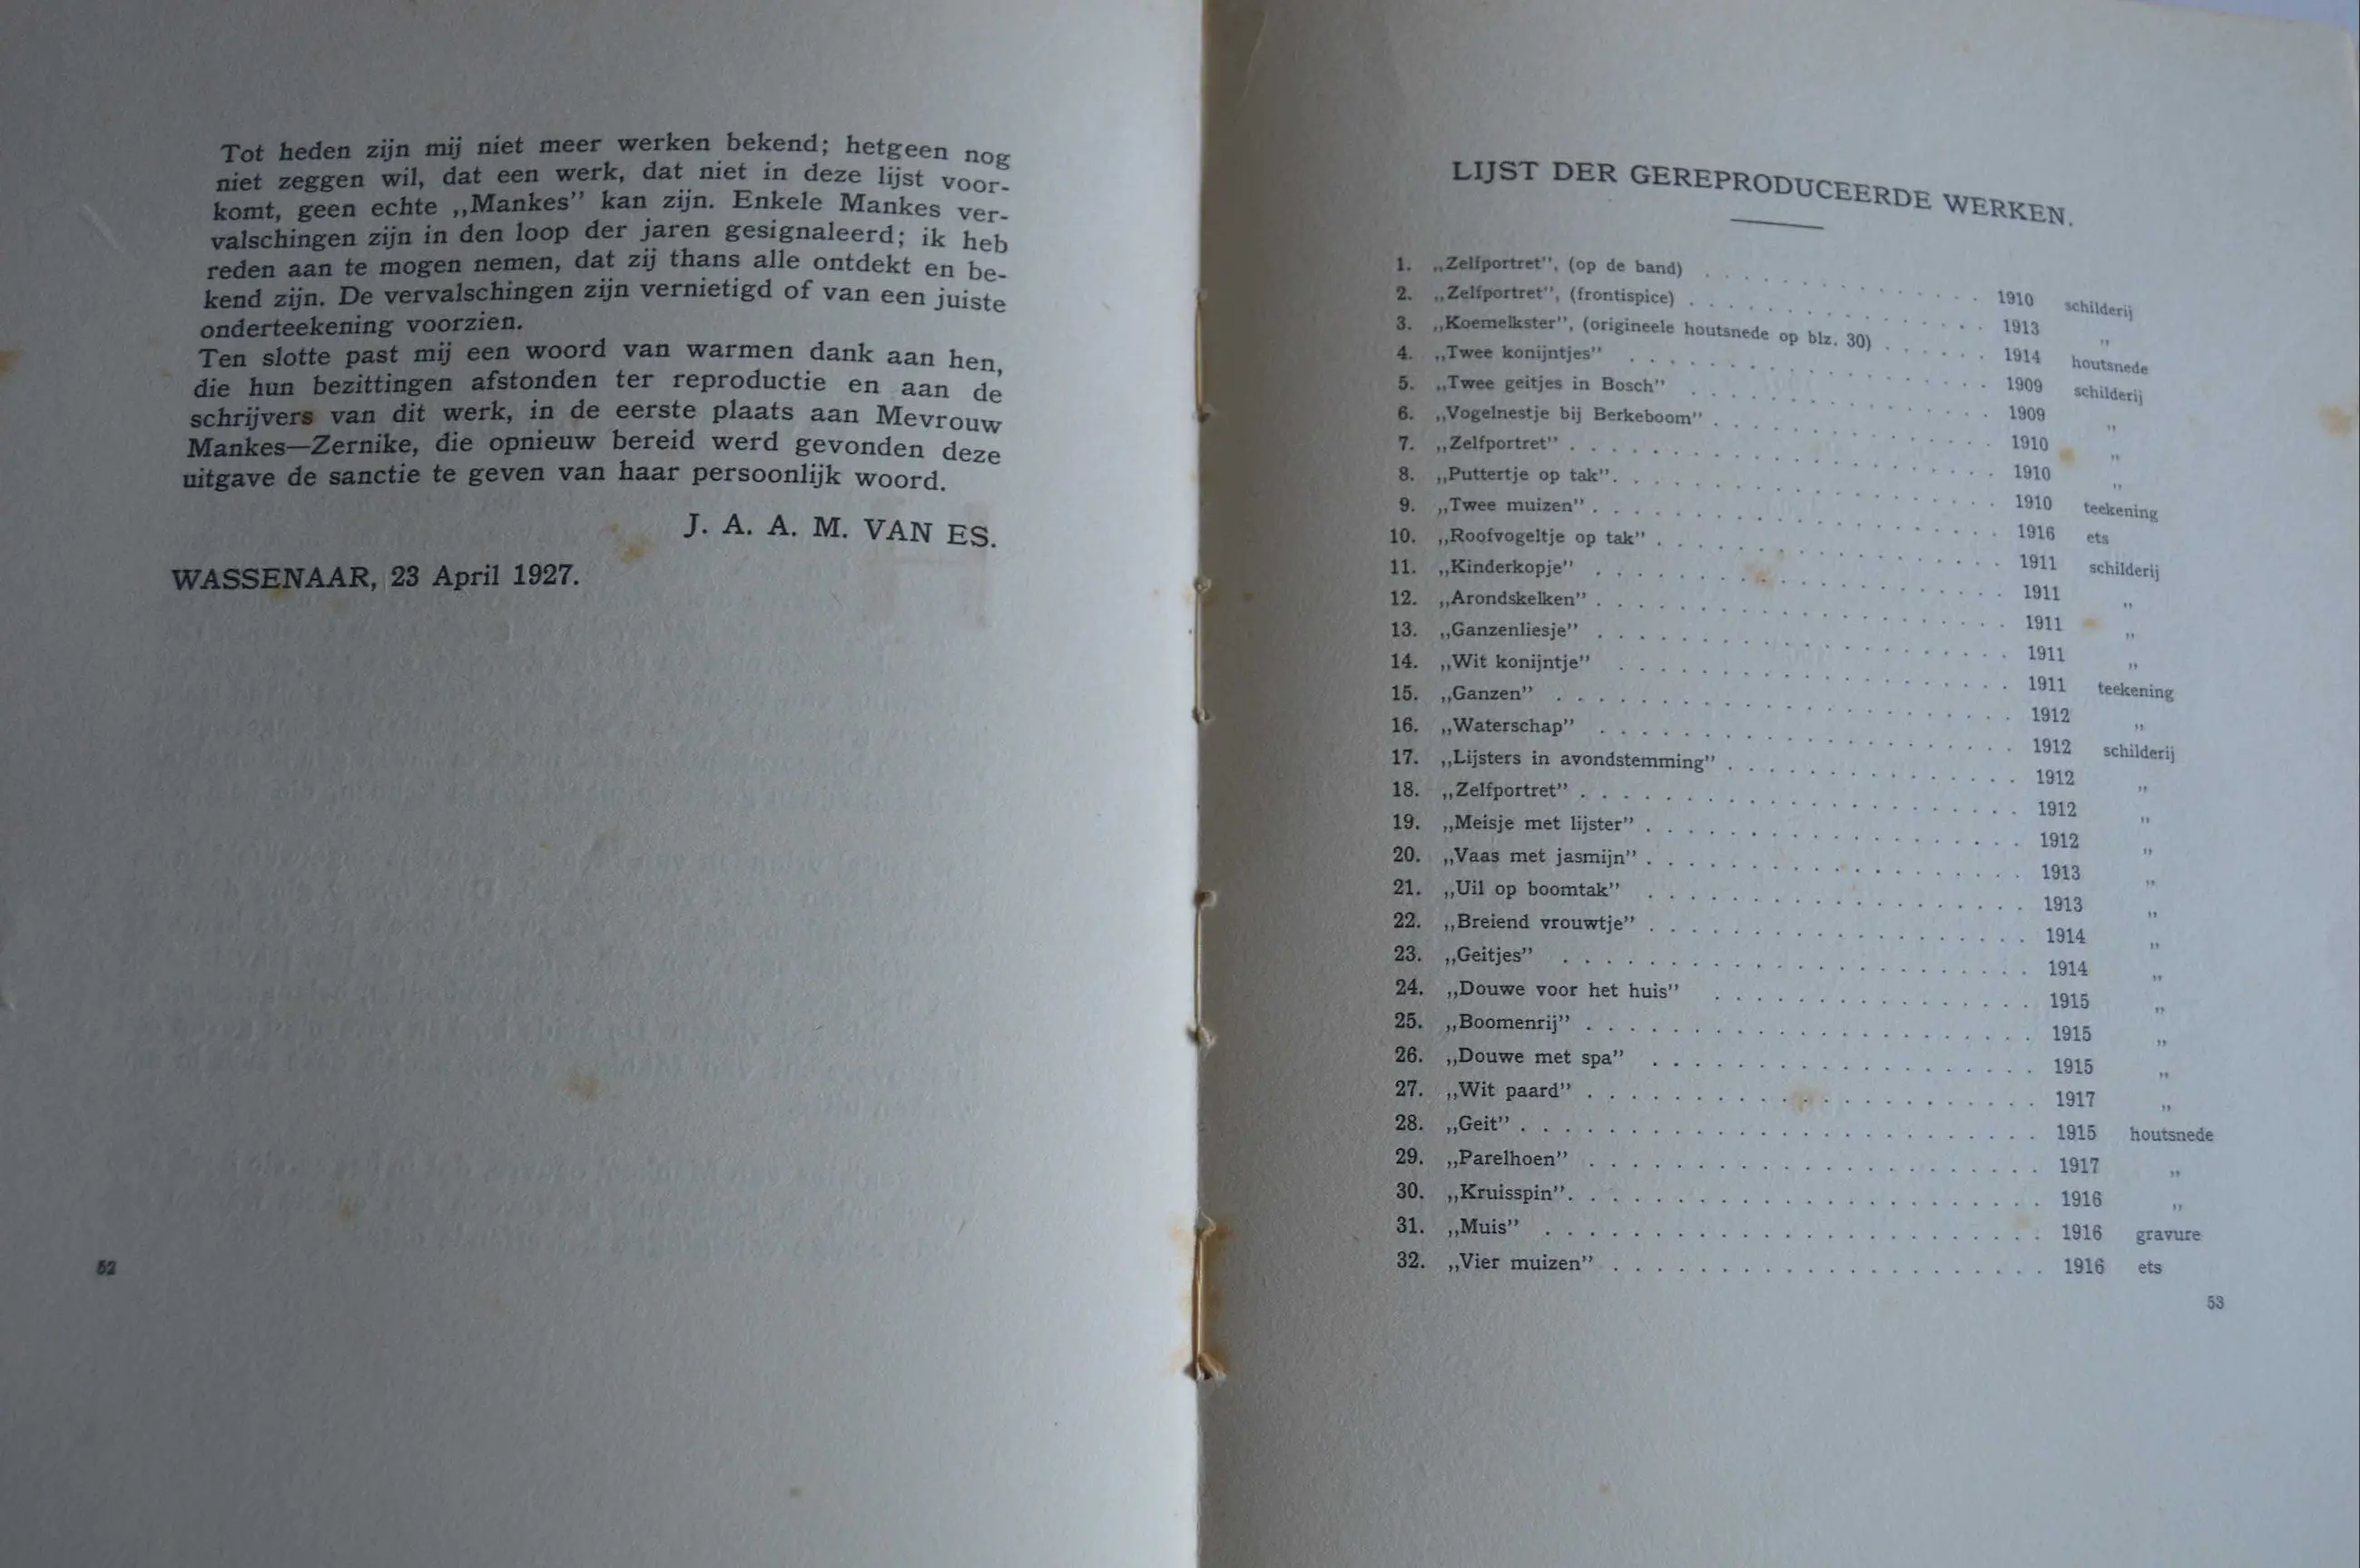 Tot heden zijn mij niet meer werken bekend; hetgeen nog
niet zeggen wil, dat een werk, dat niet in deze lijst voor-
komt, geen echte ,,Mankes'' kan zijn. Enkele Mankes ver-
valschingen zijn in den loop der jaren gesignaleerd; ik heb
reden aan te mogen nemen, dat zij thans alle ontdekt en be-
kend zijn. De vervalschingen zijn vernietigd of van een juiste
onderteekening voorzien.
Ten slotte past mij een woord van warmen dank aan hen,
die hun bezittingen afstonden ter reproductie en aan de
schrijvers van dit werk, in de eerste plaats aan Mevrouw
Mankes—Zernike, die opnieuw bereid werd gevonden deze
uitgave de sanctie te geven van haar persoonlijk woord.
J. A. A. M. VAN ES.
WASSENAAR, 23 April 1927.
52
LIJST DER GEREPRODUCEERDE WERKEN.
1. ,,Zelfportret'', (op de band) . . . . . 1910 schilderij
2. ,,Zelfportret'', (frontispice) . . . . . 1913 ,,
3. ,,Koemelkster'', (origineele houtsnede op blz. 30) . . . . . 1914 houtsnede
4. ,,Twee konijntjes'' . . . . . 1909 schilderij
5. ,,Twee geitjes in Bosch'' . . . . . 1909 ,,
6. ,,Vogelnestje bij Berkeboom'' . . . . . 1910 ,,
7. ,,Zelfportret'' . . . . . 1910 ,,
8. ,,Puttertje op tak'' . . . . . 1910 teekening
9. ,,Twee muizen'' . . . . . 1916 ets
10. ,,Roofvogeltje op tak'' . . . . . 1911 schilderij
11. ,,Kinderkopje'' . . . . . 1911 ,,
12. ,,Arondskelken'' . . . . . 1911 ,,
13. ,,Ganzenliesje'' . . . . . 1911 ,,
14. ,,Wit konijntje'' . . . . . 1911 teekening
15. ,,Ganzen'' . . . . . 1912 ,,
16. ,,Waterschap'' . . . . . 1912 schilderij
17. ,,Lijsters in avondstemming'' . . . . . 1912 ,,
18. ,,Zelfportret'' . . . . . 1912 ,,
19. ,,Meisje met lijster'' . . . . . 1912 ,,
20. ,,Vaas met jasmijn'' . . . . . 1913 ,,
21. ,,Uil op boomtak'' . . . . . 1913 ,,
22. ,,Breiend vrouwtje'' . . . . . 1914 ,,
23. ,,Geitjes'' . . . . . 1914 ,,
24. ,,Douwe voor het huis'' . . . . . 1915 ,,
25. ,,Boomenrij'' . . . . . 1915 ,,
26. ,,Douwe met spa'' . . . . . 1915 ,,
27. ,,Wit paard'' . . . . . 1917 ,,
28. ,,Geit'' . . . . . 1915 houtsnede
29. ,,Parelhoen'' . . . . . 1917 ,,
30. ,,Kruisspin'' . . . . . 1916 ,,
31. ,,Muis'' . . . . . 1916 gravure
32. ,,Vier muizen'' . . . . . 1916 ets
53